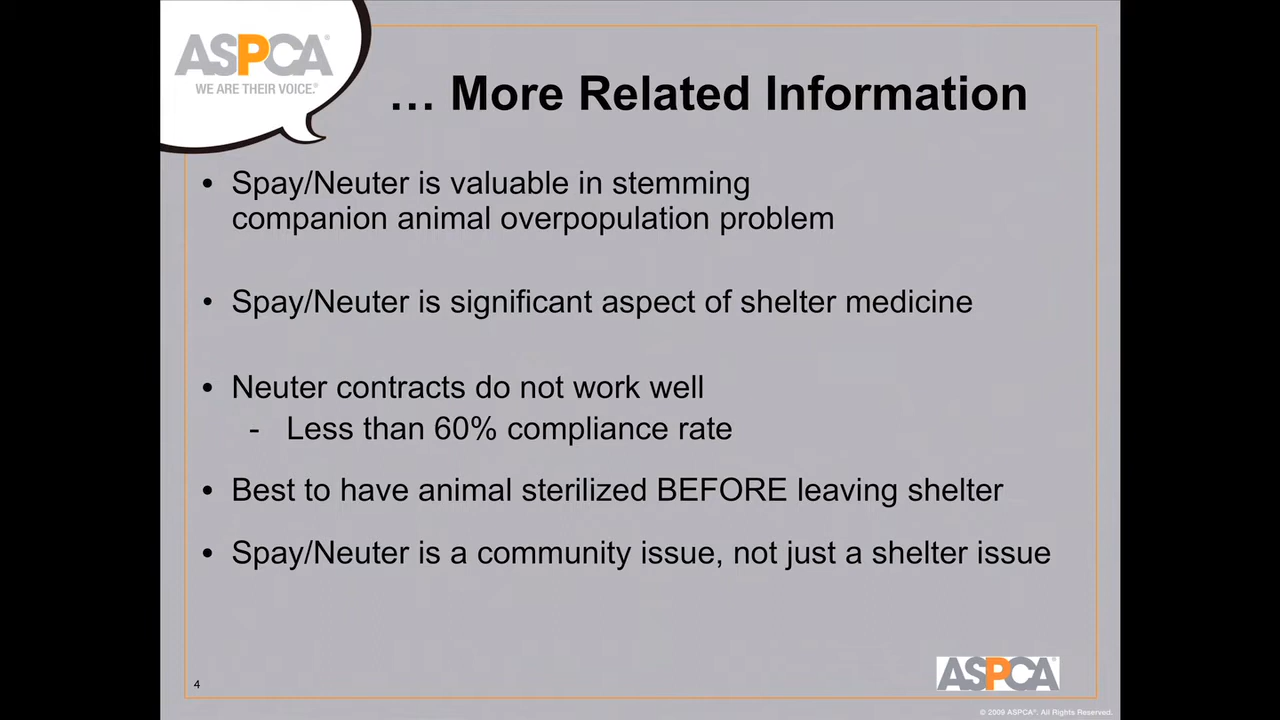 ASPCA®
WE ARE THEIR VOICE.®
… More Related Information
• Spay/Neuter is valuable in stemming
companion animal overpopulation problem
• Spay/Neuter is significant aspect of shelter medicine
• Neuter contracts do not work well
- Less than 60% compliance rate
• Best to have animal sterilized BEFORE leaving shelter
• Spay/Neuter is a community issue, not just a shelter issue
4
ASPCA®
© 2009 ASPCA®. All Rights Reserved.